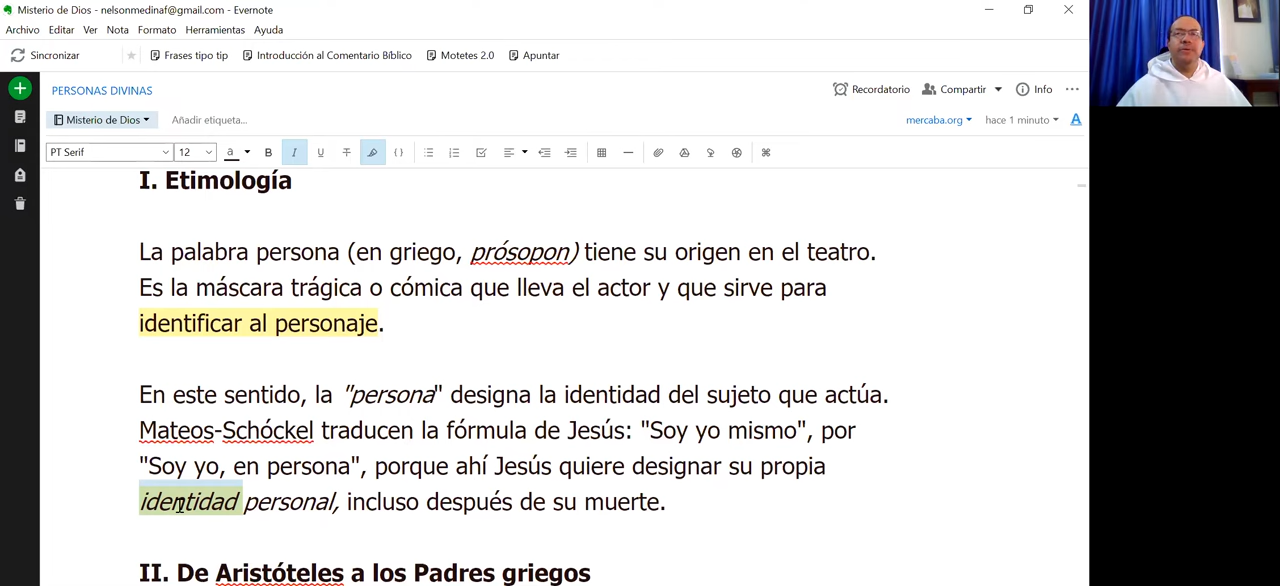 Misterio de Dios - nelsonmedinaf@gmail.com - Evernote
Archivo Editar Ver Nota Formato Herramientas Ayuda
Sincronizar Frases tipo tip Introducción al Comentario Bíblico Motetes 2.0 Apuntar
PERSONAS DIVINAS Recordatorio Compartir Info
Misterio de Dios Añadir etiqueta... mercaba.org hace 1 minuto
PT Serif 12
I. Etimología
La palabra persona (en griego, prósopon) tiene su origen en el teatro.
Es la máscara trágica o cómica que lleva el actor y que sirve para
identificar al personaje.
En este sentido, la "persona" designa la identidad del sujeto que actúa.
Mateos-Schóckel traducen la fórmula de Jesús: "Soy yo mismo", por
"Soy yo, en persona", porque ahí Jesús quiere designar su propia
identidad personal, incluso después de su muerte.
II. De Aristóteles a los Padres griegos